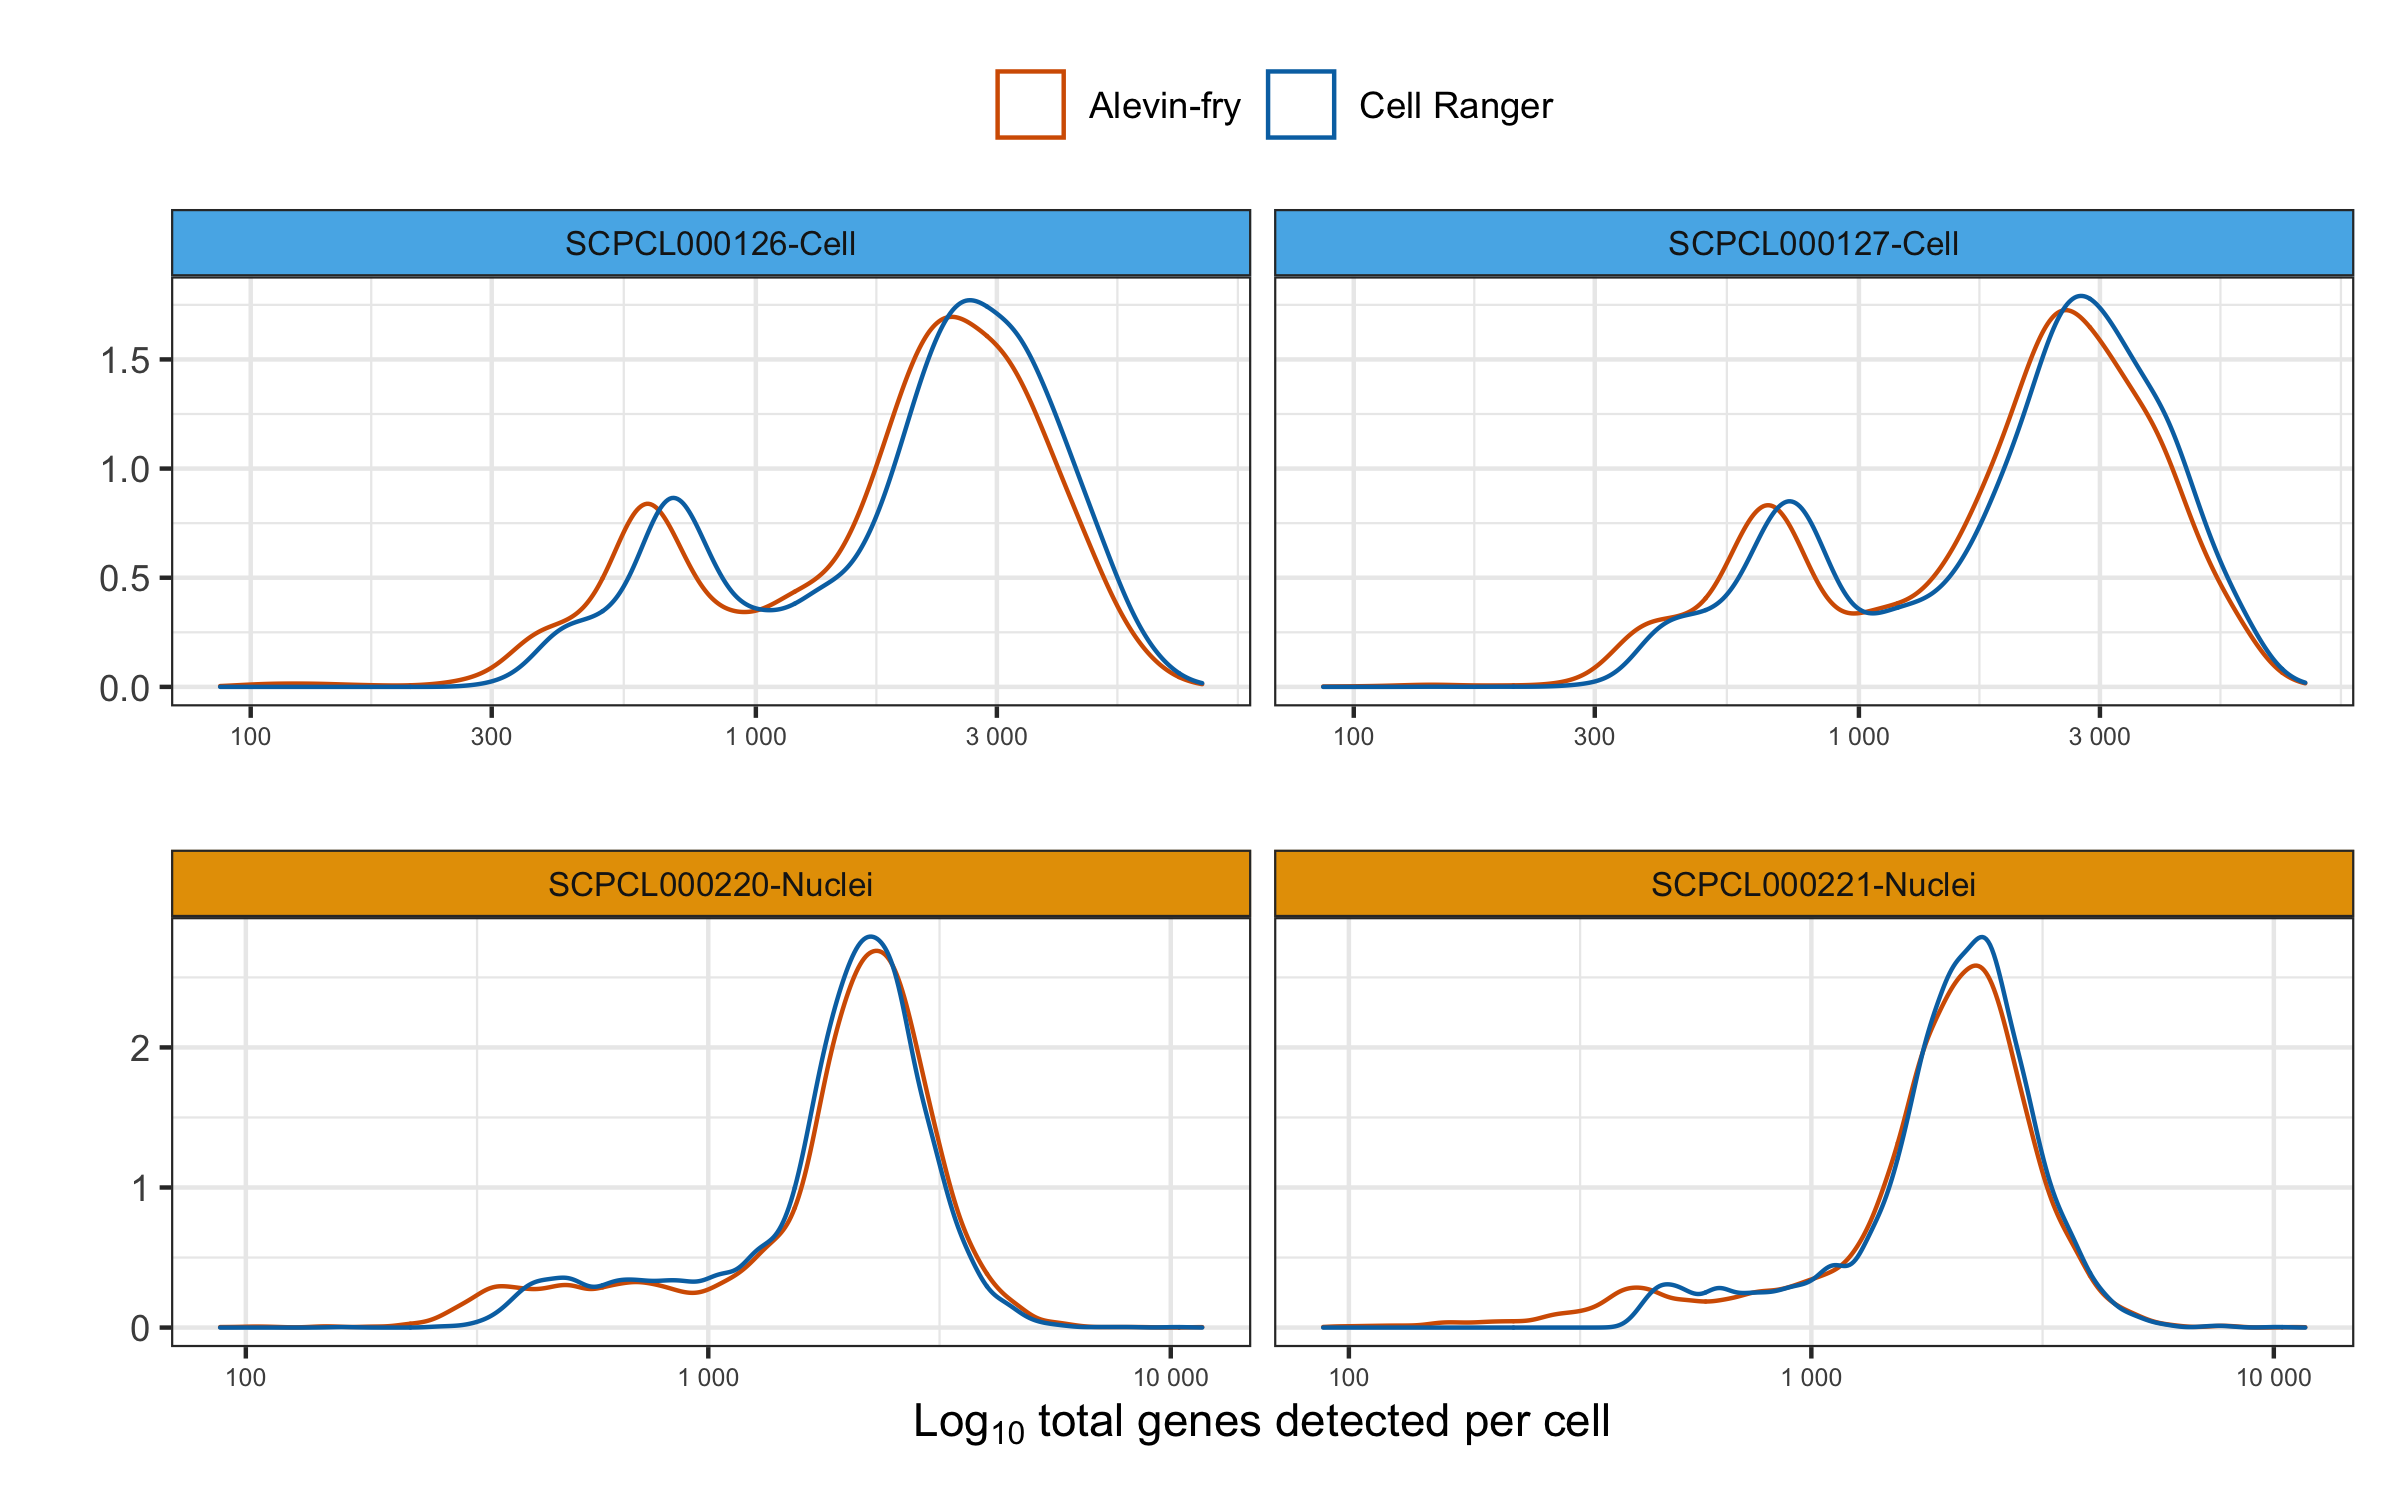 Alevin-fry Cell Ranger
SCPCL000126-Cell SCPCL000127-Cell
1.5
1.0
0.5
0.0
100 300 1 000 3 000 100 300 1 000 3 000
SCPCL000220-Nuclei SCPCL000221-Nuclei
2
1
0
100 1 000 10 000 100 1 000 10 000
Log₁₀ total genes detected per cell